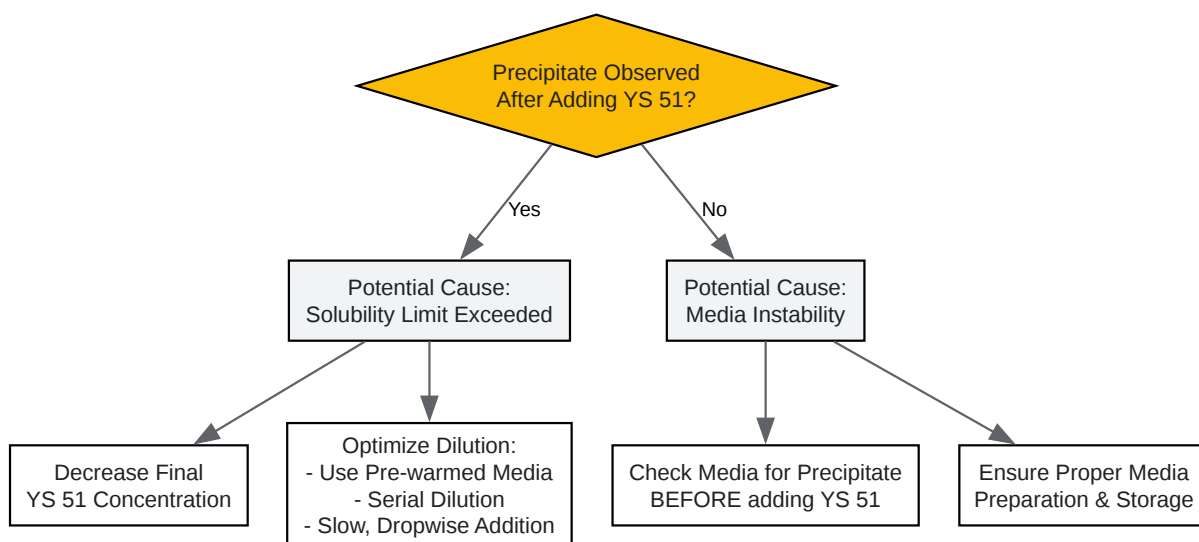 Precipitate Observed
After Adding YS 51?
Yes
No
Potential Cause:
Solubility Limit Exceeded
Potential Cause:
Media Instability
Decrease Final
YS 51 Concentration
Optimize Dilution:
- Use Pre-warmed Media
- Serial Dilution
- Slow, Dropwise Addition
Check Media for Precipitate
BEFORE adding YS 51
Ensure Proper Media
Preparation & Storage